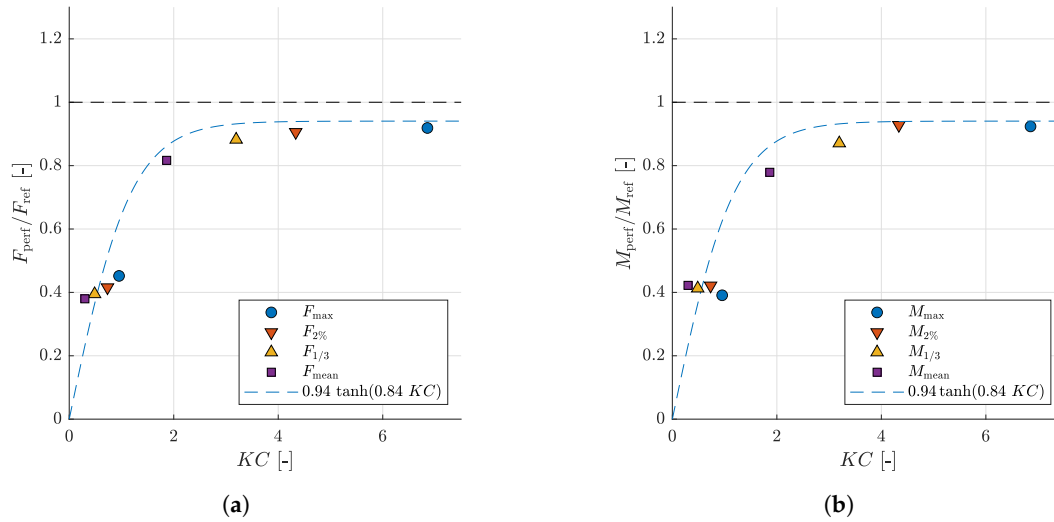 1.2
1
0.8
0.6
0.4
0.2
0
0 2 4 6
F_perf/F_ref [-]
KC [-]
F_max
F_2%
F_1/3
F_mean
0.94 tanh(0.84 KC)
(a)
1.2
1
0.8
0.6
0.4
0.2
0
0 2 4 6
M_perf/M_ref [-]
KC [-]
M_max
M_2%
M_1/3
M_mean
0.94 tanh(0.84 KC)
(b)